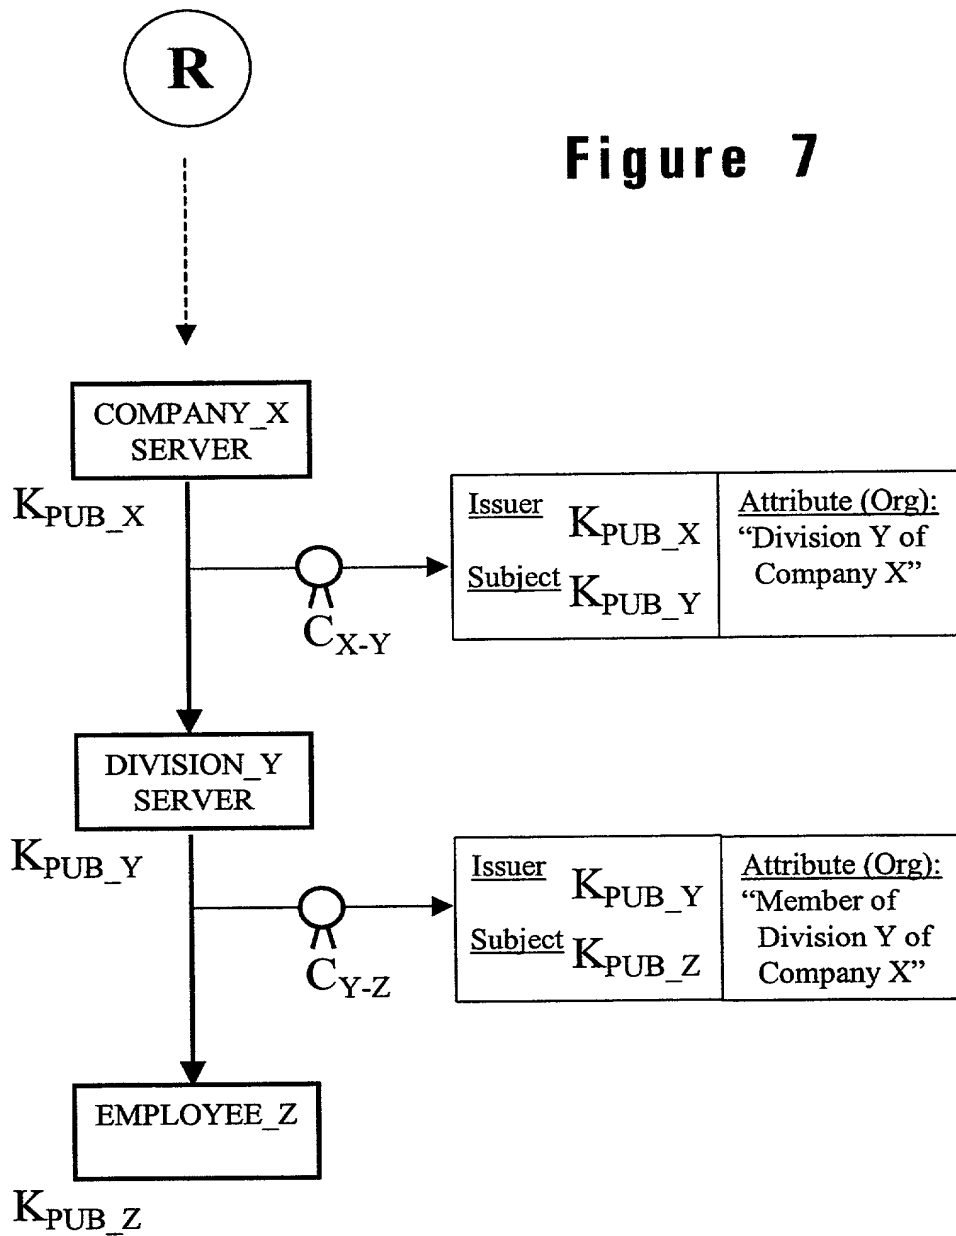 R
Figure 7
COMPANY_X
SERVER
KPUB_X
Issuer KPUB_X
Subject KPUB_Y
Attribute (Org):
“Division Y of
Company X”
CX-Y
DIVISION_Y
SERVER
KPUB_Y
Issuer KPUB_Y
Subject KPUB_Z
Attribute (Org):
“Member of
Division Y of
Company X”
CY-Z
EMPLOYEE_Z
KPUB_Z